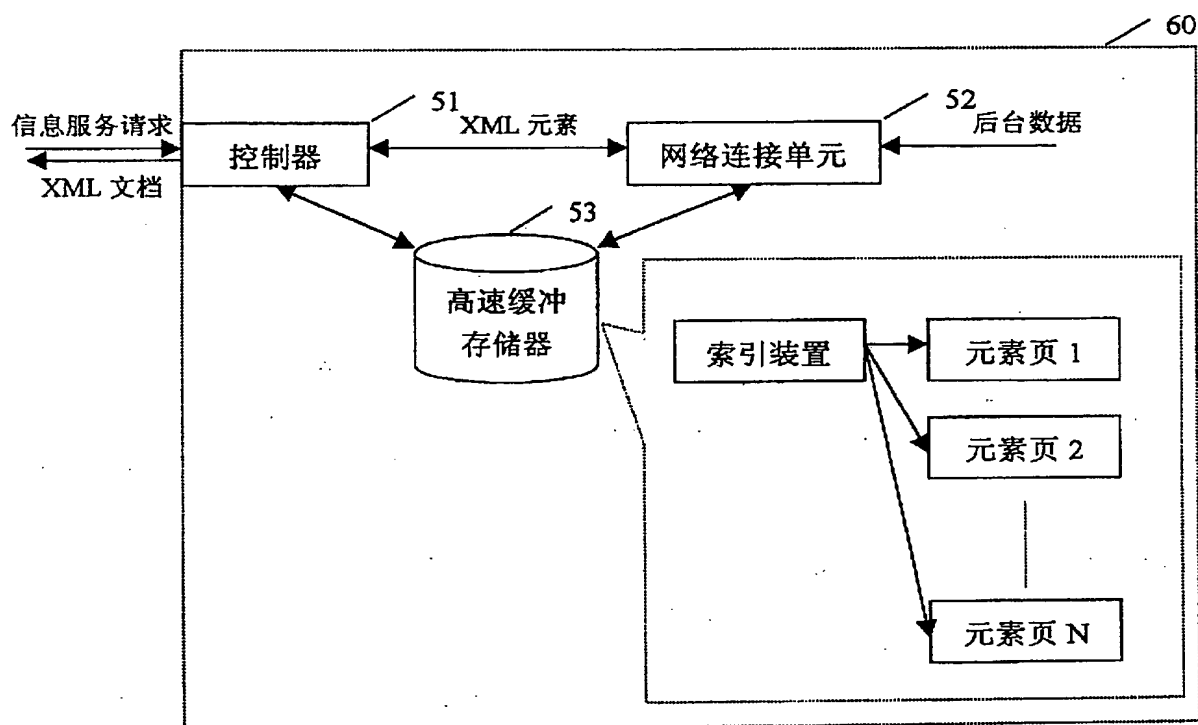 60
51
52
信息服务请求
XML 元素
后台数据
控制器
网络连接单元
XML 文档
53
高速缓冲
存储器
索引装置
元素页 1
元素页 2
元素页 N